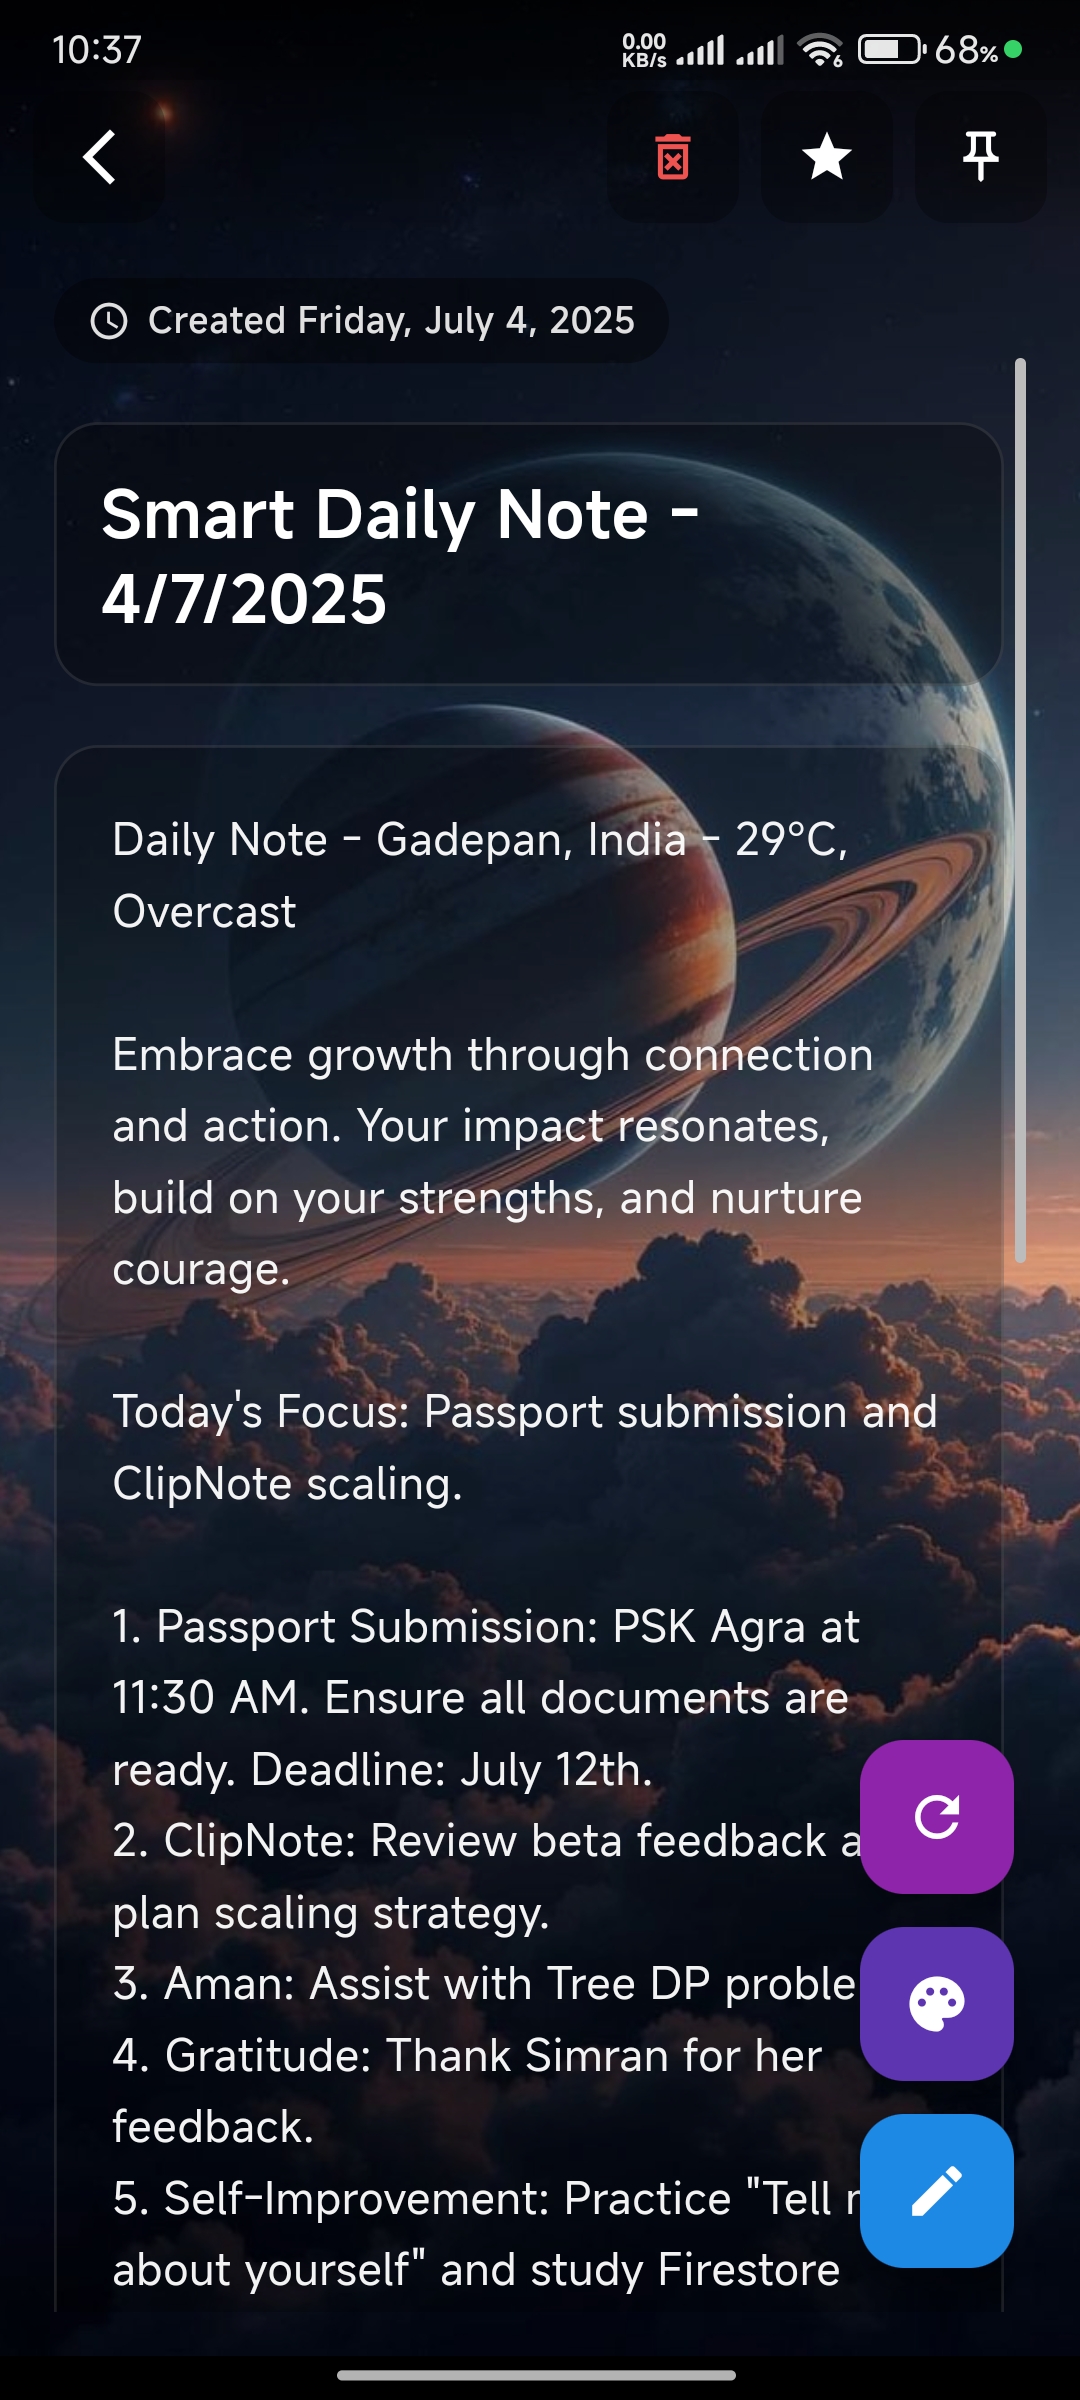 10:37
0.00
KB/s
6
68%
Created Friday, July 4, 2025
Smart Daily Note -
4/7/2025
Daily Note - Gadepan, India - 29°C,
Overcast
Embrace growth through connection
and action. Your impact resonates,
build on your strengths, and nurture
courage.
Today's Focus: Passport submission and
ClipNote scaling.
1. Passport Submission: PSK Agra at
11:30 AM. Ensure all documents are
ready. Deadline: July 12th.
2. ClipNote: Review beta feedback
plan scaling strategy.
3. Aman: Assist with Tree DP
4. Gratitude: Thank Simran for her
feedback.
5. Self-Improvement: Practice "Tell
about yourself" and study Firestore